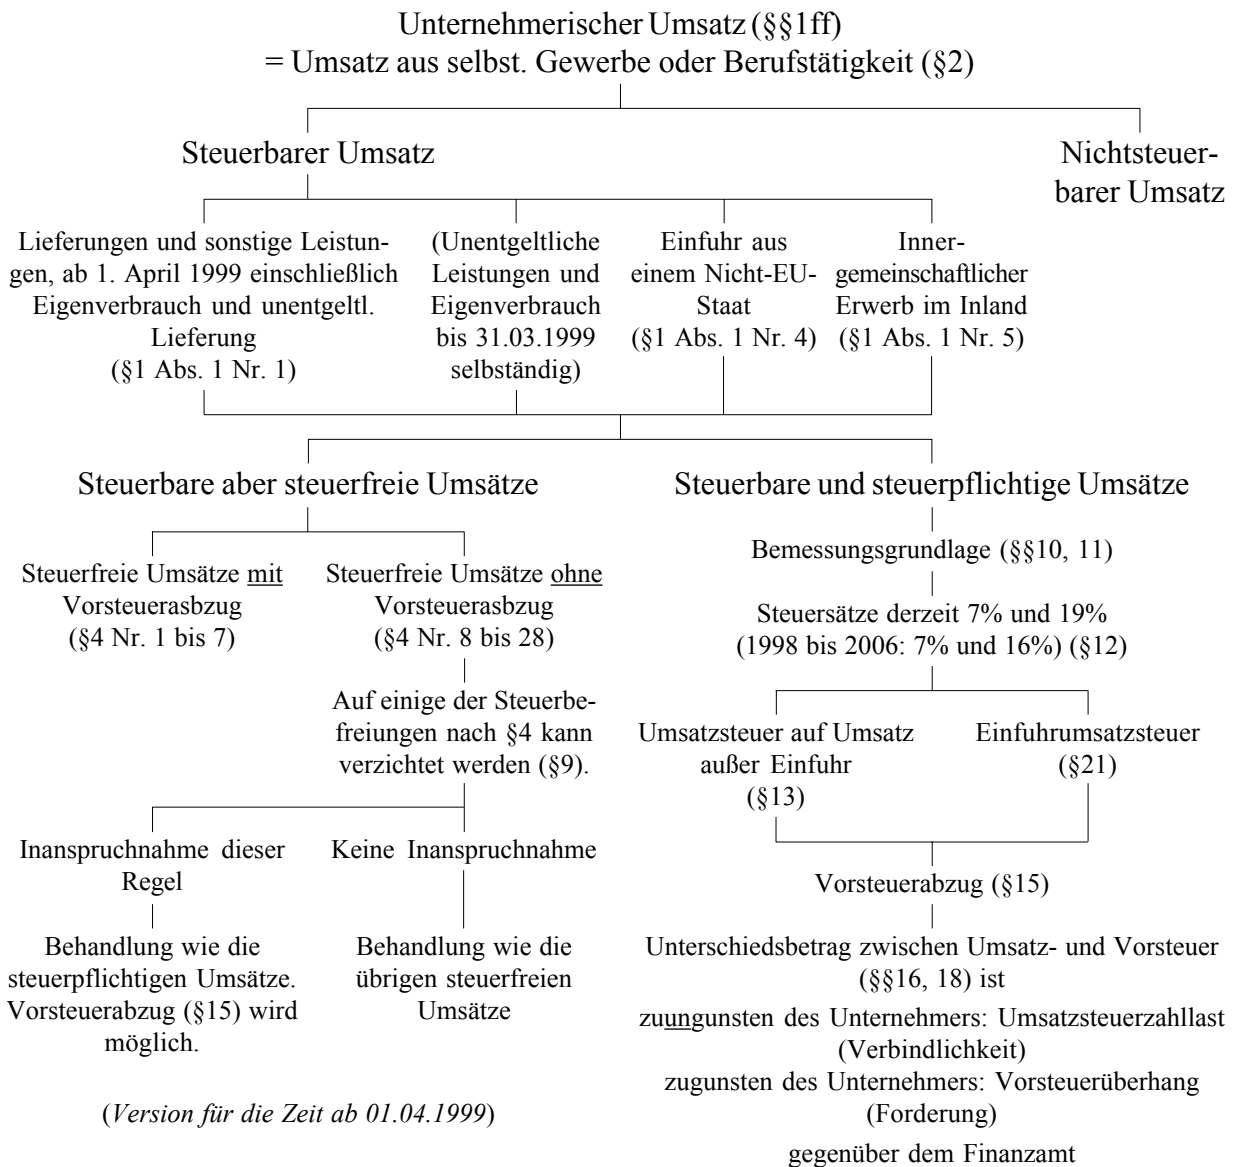 Unternehmerischer Umsatz (§§1ff)
= Umsatz aus selbst. Gewerbe oder Berufstätigkeit (§2)
Steuerbarer Umsatz
Nichtsteuer-
barer Umsatz
Lieferungen und sonstige Leistun-
gen, ab 1. April 1999 einschließlich
Eigenverbrauch und unentgeltl.
Lieferung
(§1 Abs. 1 Nr. 1)
(Unentgeltliche
Leistungen und
Eigenverbrauch
bis 31.03.1999
selbständig)
Einfuhr aus
einem Nicht-EU-
Staat
(§1 Abs. 1 Nr. 4)
Inner-
gemeinschaftlicher
Erwerb im Inland
(§1 Abs. 1 Nr. 5)
Steuerbare aber steuerfreie Umsätze
Steuerfreie Umsätze mit
Vorsteuerasbzug
(§4 Nr. 1 bis 7)
Steuerfreie Umsätze ohne
Vorsteuerasbzug
(§4 Nr. 8 bis 28)
Auf einige der Steuerbe-
freiungen nach §4 kann
verzichtet werden (§9).
Inanspruchnahme dieser
Regel
Keine Inanspruchnahme
Behandlung wie die
steuerpflichtigen Umsätze.
Vorsteuerabzug (§15) wird
möglich.
Behandlung wie die
übrigen steuerfreien
Umsätze
(Version für die Zeit ab 01.04.1999)
Steuerbare und steuerpflichtige Umsätze
Bemessungsgrundlage (§§10, 11)
Steuersätze derzeit 7% und 19%
(1998 bis 2006: 7% und 16%) (§12)
Umsatzsteuer auf Umsatz
außer Einfuhr
(§13)
Einfuhrumsatzsteuer
(§21)
Vorsteuerabzug (§15)
Unterschiedsbetrag zwischen Umsatz- und Vorsteuer
(§§16, 18) ist
zuungunsten des Unternehmers: Umsatzsteuerzahllast
(Verbindlichkeit)
zugunsten des Unternehmers: Vorsteuerüberhang
(Forderung)
gegenüber dem Finanzamt